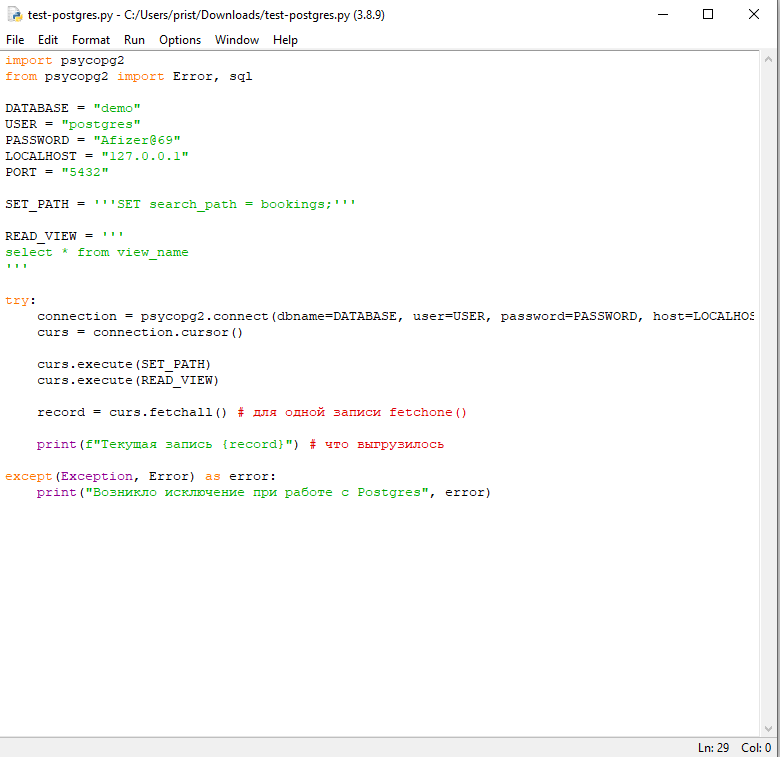 test-postgres.py - C:/Users/prist/Downloads/test-postgres.py (3.8.9)
File Edit Format Run Options Window Help
import psycopg2
from psycopg2 import Error, sql
DATABASE = "demo"
USER = "postgres"
PASSWORD = "Afizer@69"
LOCALHOST = "127.0.0.1"
PORT = "5432"
SET_PATH = '''SET search_path = bookings;'''
READ_VIEW = '''
select * from view_name
'''
try:
    connection = psycopg2.connect(dbname=DATABASE, user=USER, password=PASSWORD, host=LOCALHOS
    curs = connection.cursor()
    curs.execute(SET_PATH)
    curs.execute(READ_VIEW)
    record = curs.fetchall() # для одной записи fetchone()
    print(f"Текущая запись {record}") # что выгрузилось
except(Exception, Error) as error:
    print("Возникло исключение при работе с Postgres", error)
Ln: 29 Col: 0